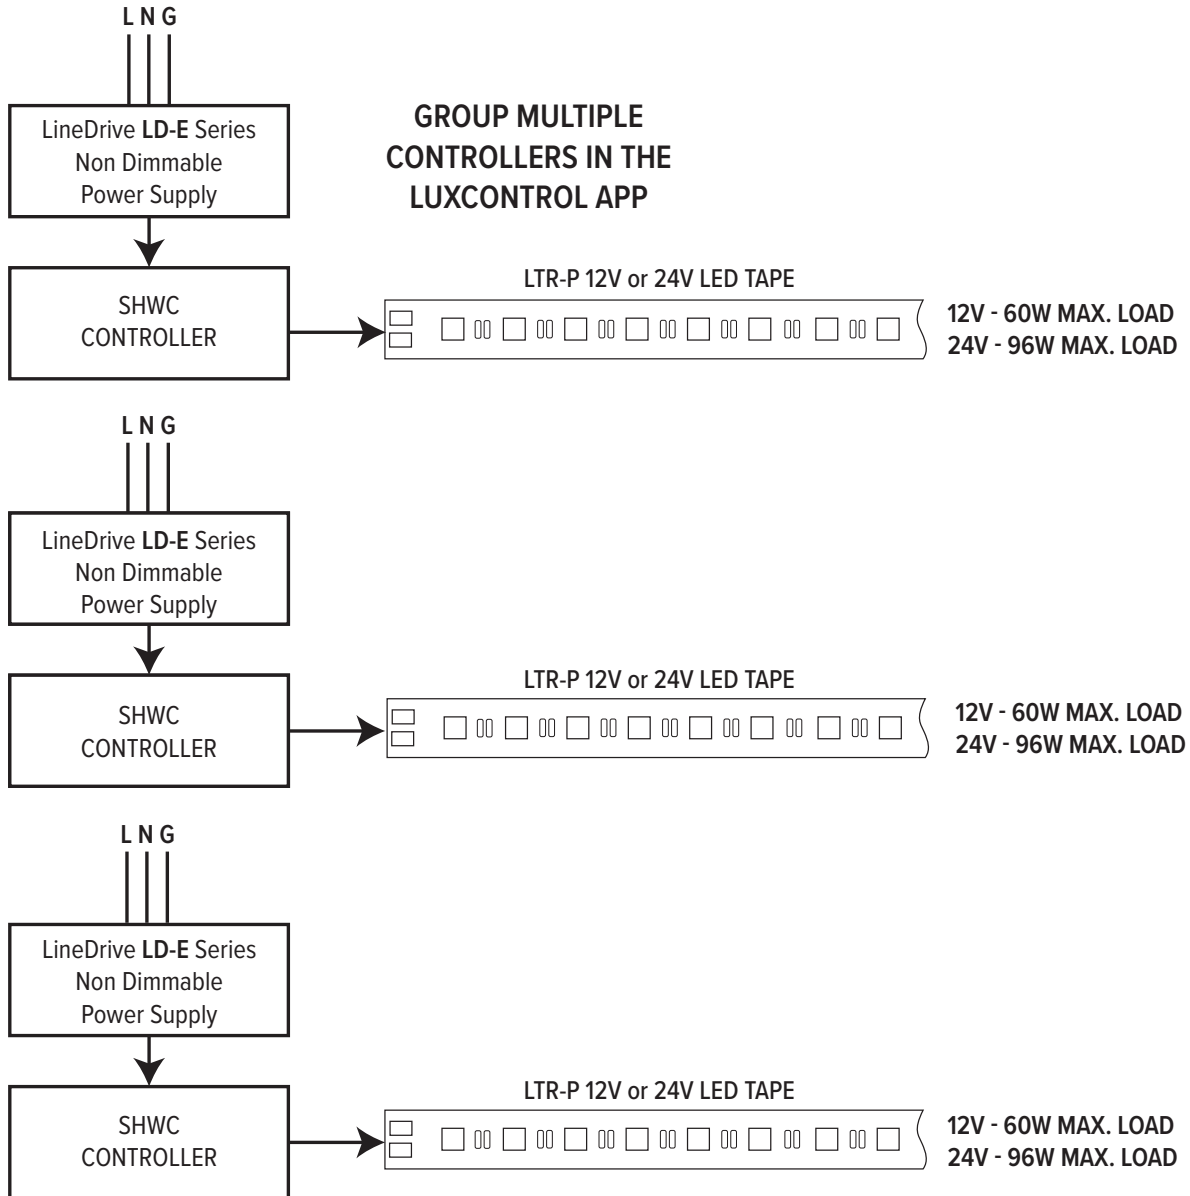 L N G
LineDrive LD-E Series
Non Dimmable
Power Supply
GROUP MULTIPLE
CONTROLLERS IN THE
LUXCONTROL APP
SHWC
CONTROLLER
LTR-P 12V or 24V LED TAPE
12V - 60W MAX. LOAD
24V - 96W MAX. LOAD
L N G
LineDrive LD-E Series
Non Dimmable
Power Supply
SHWC
CONTROLLER
LTR-P 12V or 24V LED TAPE
12V - 60W MAX. LOAD
24V - 96W MAX. LOAD
L N G
LineDrive LD-E Series
Non Dimmable
Power Supply
SHWC
CONTROLLER
LTR-P 12V or 24V LED TAPE
12V - 60W MAX. LOAD
24V - 96W MAX. LOAD